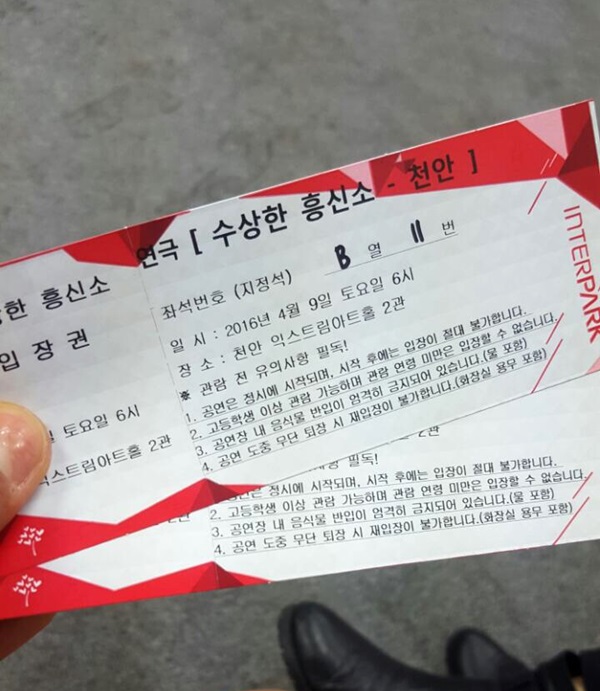 연극 [ 수상한 흥신소 - 천안 ]
좌석번호 (지정석) B 열 11 번
일 시 : 2016년 4월 9일 토요일 6시
장 소 : 천안 익스트림아트홀 2관
※ 관람 전 유의사항 필독!
1. 공연은 정시에 시작되며, 시작 후에는 입장이 절대 불가합니다.
2. 고등학생 이상 관람 가능하며 관람 연령 미만은 입장할 수 없습니다.
3. 공연장 내 음식물 반입이 엄격히 금지되어 있습니다.(물 포함)
4. 공연 도중 무단 퇴장 시 재입장이 불가합니다.(화장실 용무 포함)
INTERPARK
상한 흥신소
입 장 권
토요일 6시
익스트림아트홀 2관
필독!
2관
정시에 시작되며, 시작 후에는 입장이 절대 불가합니다.
2. 고등학생 이상 관람 가능하며 관람 연령 미만은 입장할 수 없습니다.
3. 공연장 내 음식물 반입이 엄격히 금지되어 있습니다.(물 포함)
4. 공연 도중 무단 퇴장 시 재입장이 불가합니다.(화장실 용무 포함)